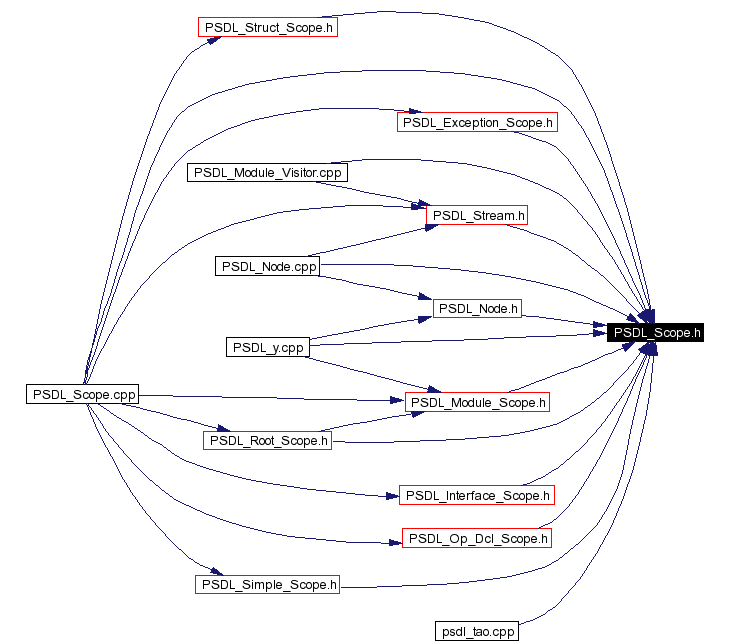 PSDL_Struct_Scope.h
PSDL_Exception_Scope.h
PSDL_Module_Visitor.cpp
PSDL_Stream.h
PSDL_Node.cpp
PSDL_Node.h
PSDL_Scope.h
PSDL_y.cpp
PSDL_Scope.cpp
PSDL_Module_Scope.h
PSDL_Root_Scope.h
PSDL_Interface_Scope.h
PSDL_Op_Dcl_Scope.h
PSDL_Simple_Scope.h
psdl_tao.cpp